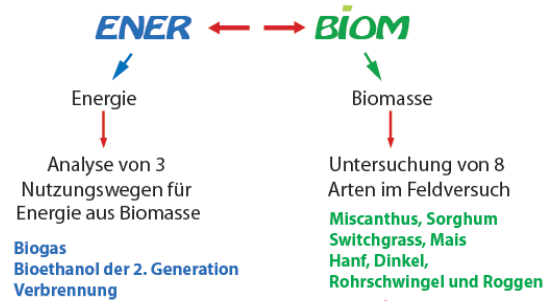 ENER BIOM
Energie
Biomasse
Analyse von 3
Nutzungswegen für
Energie aus Biomasse
Untersuchung von 8
Arten im Feldversuch
Biogas
Bioethanol der 2. Generation
Verbrennung
Miscanthus, Sorghum
Switchgrass, Mais
Hanf, Dinkel,
Rohrschwingel und Roggen